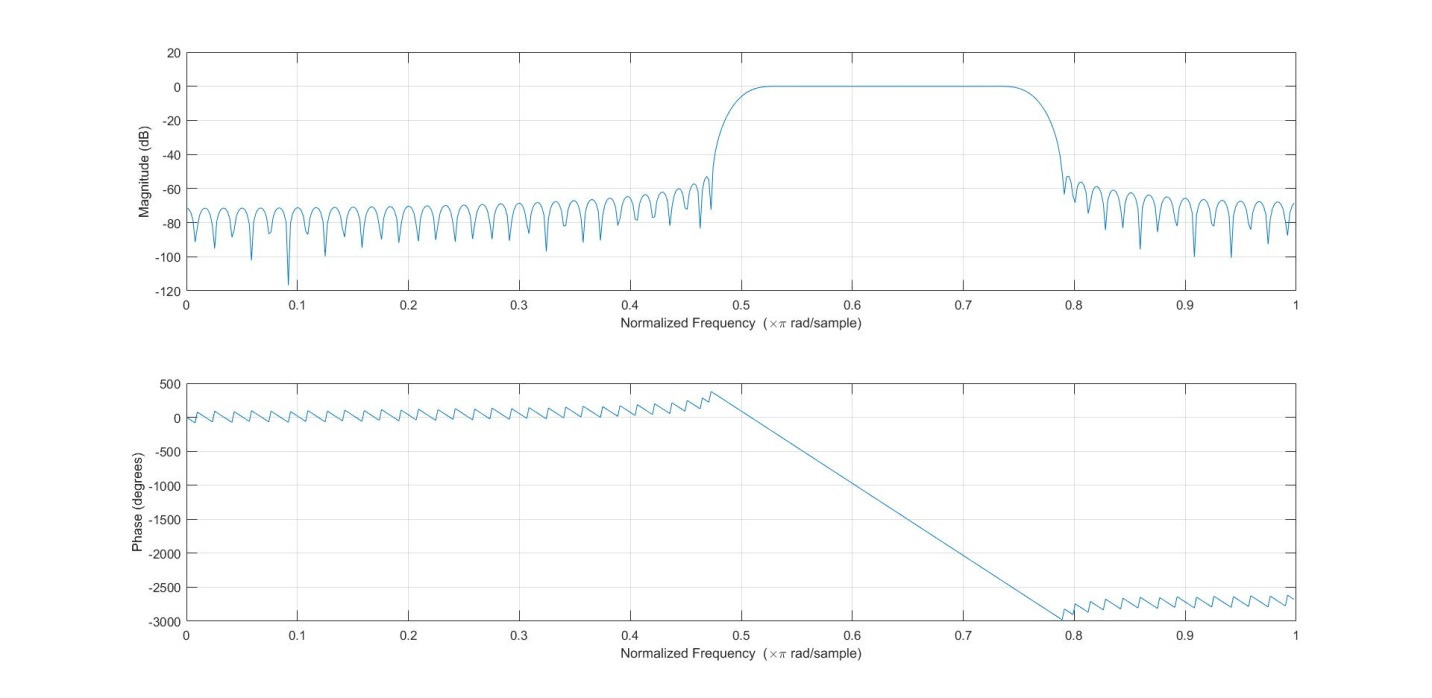 20
0
-20
-40
-60
-80
-100
-120
Magnitude (dB)
0 0.1 0.2 0.3 0.4 0.5 0.6 0.7 0.8 0.9 1
Normalized Frequency (×π rad/sample)
500
0
-500
-1000
-1500
-2000
-2500
-3000
Phase (degrees)
0 0.1 0.2 0.3 0.4 0.5 0.6 0.7 0.8 0.9 1
Normalized Frequency (×π rad/sample)